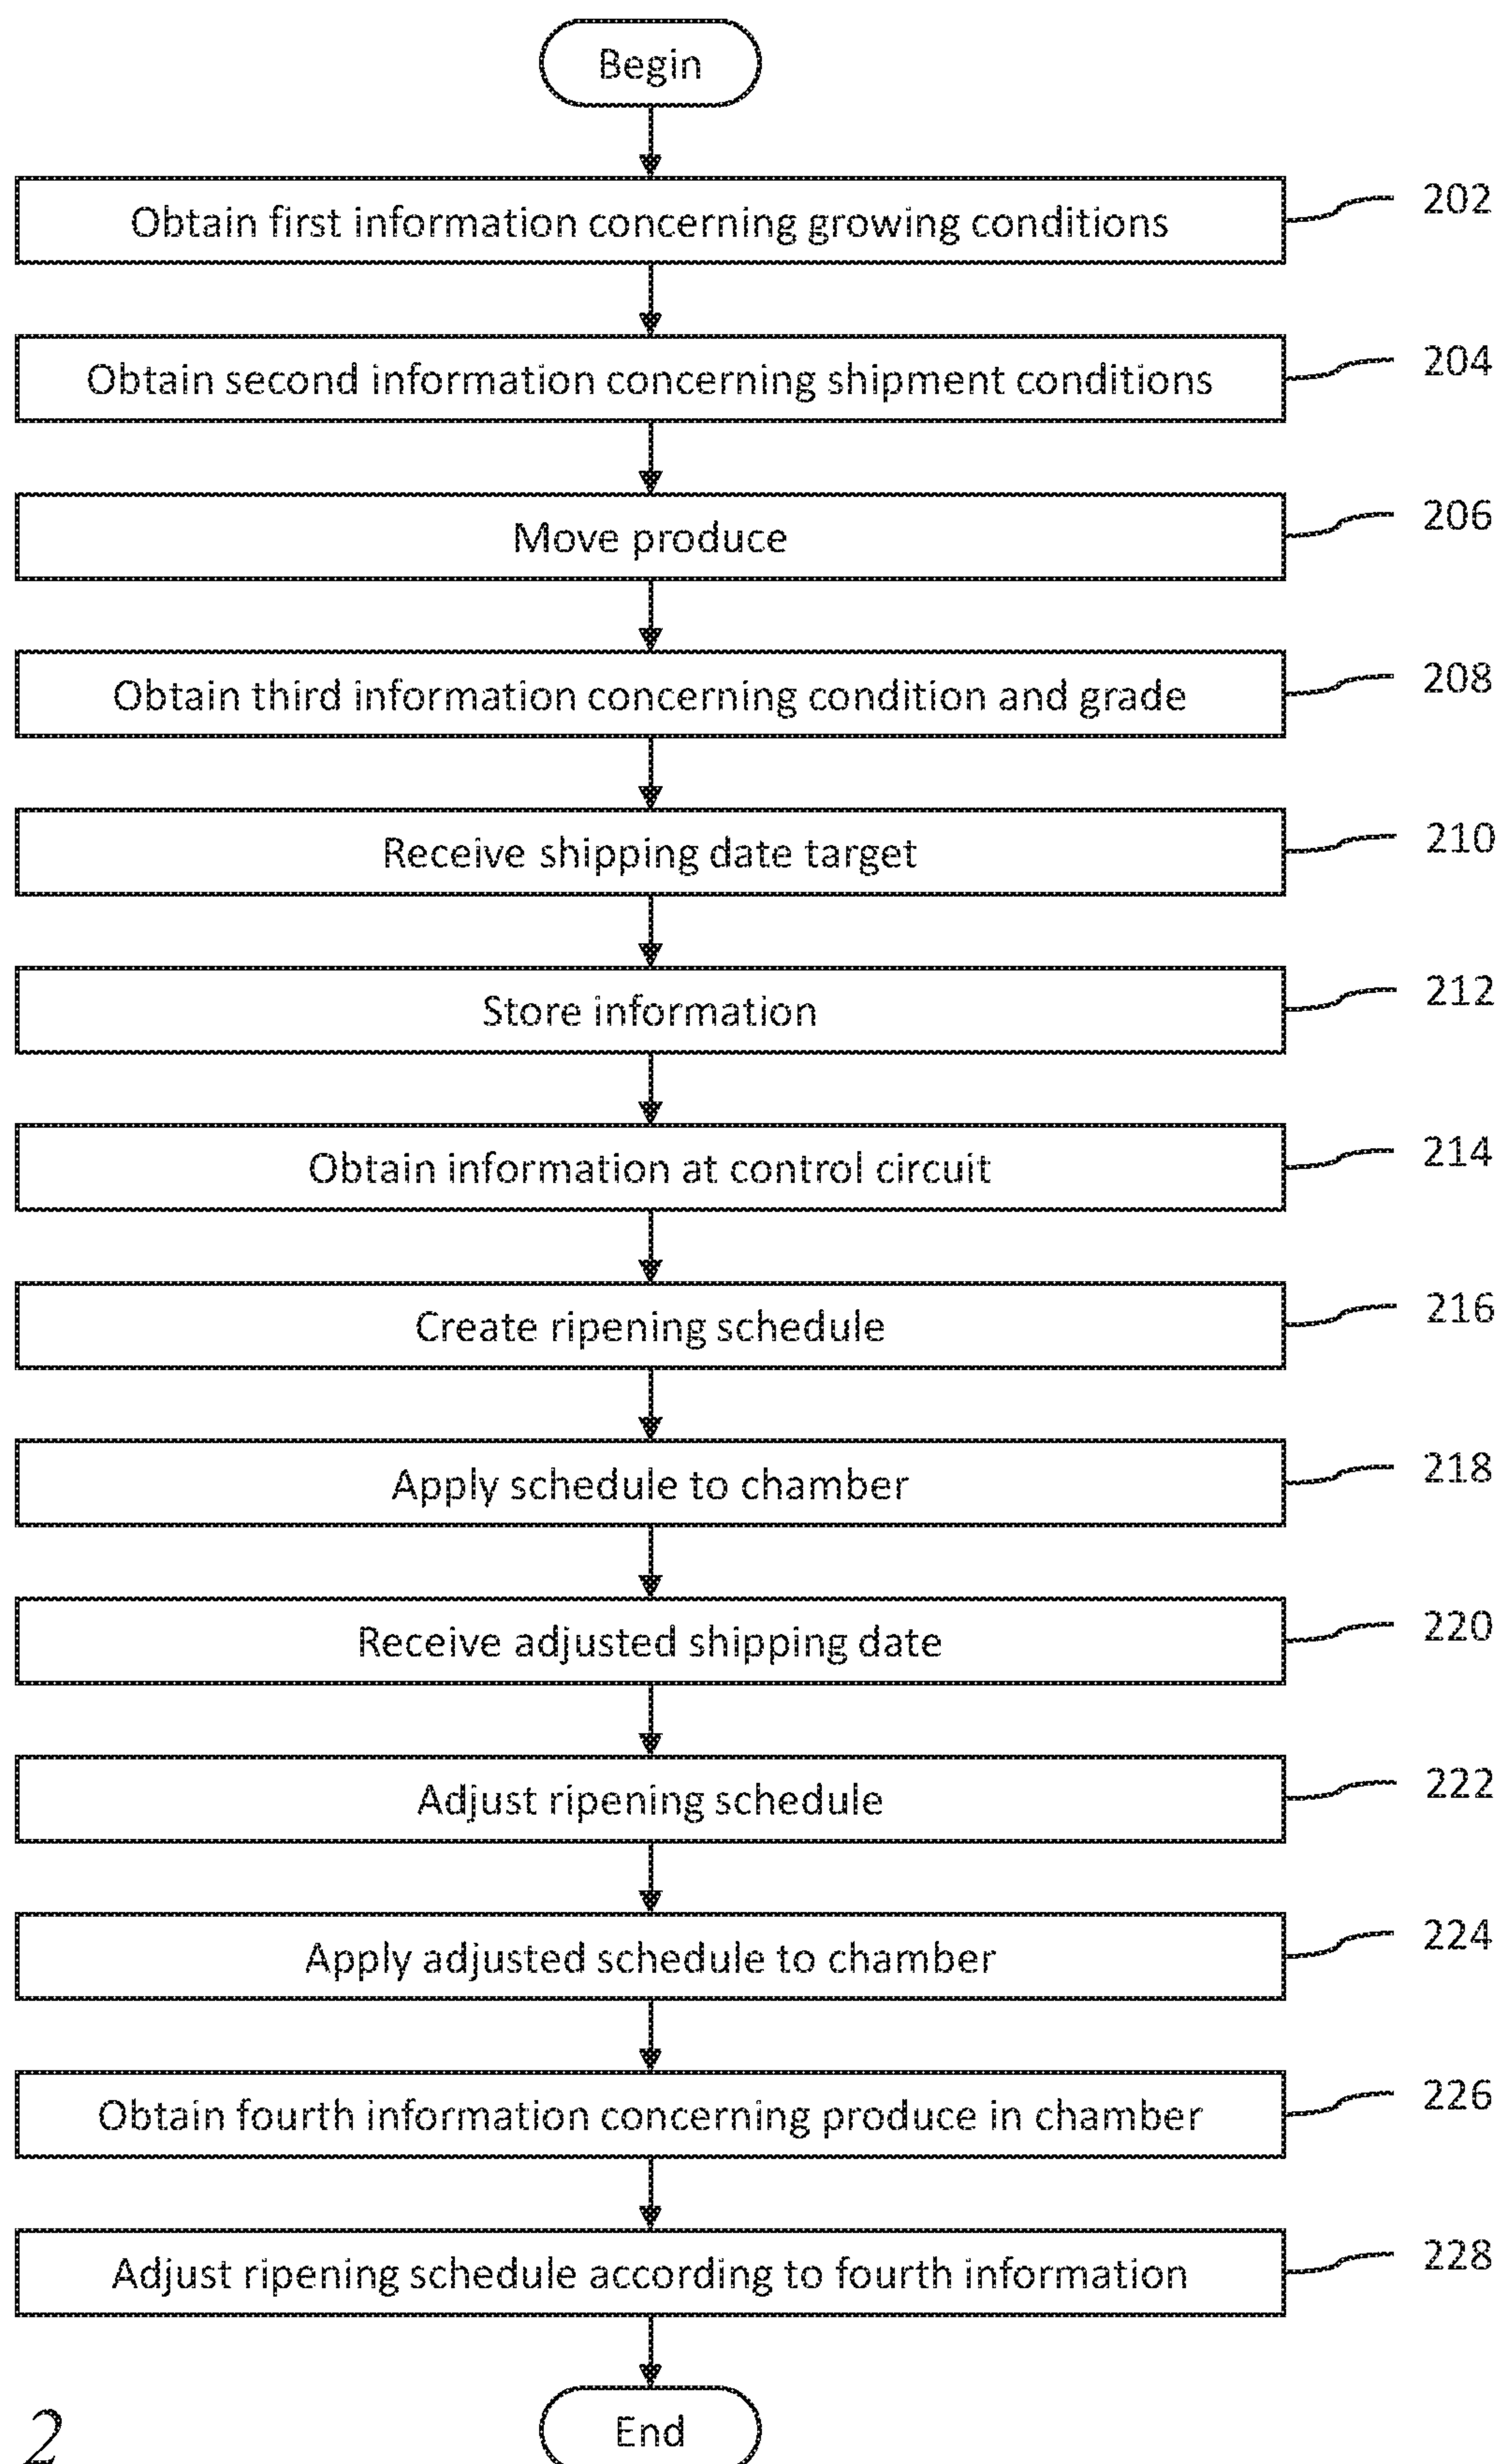 Begin
Obtain first information concerning growing conditions
202
Obtain second information concerning shipment conditions
204
Move produce
206
Obtain third information concerning condition and grade
208
Receive shipping date target
210
Store information
212
Obtain information at control circuit
214
Create ripening schedule
216
Apply schedule to chamber
218
Receive adjusted shipping date
220
Adjust ripening schedule
222
Apply adjusted schedule to chamber
224
Obtain fourth information concerning produce in chamber
226
Adjust ripening schedule according to fourth information
228
End
2